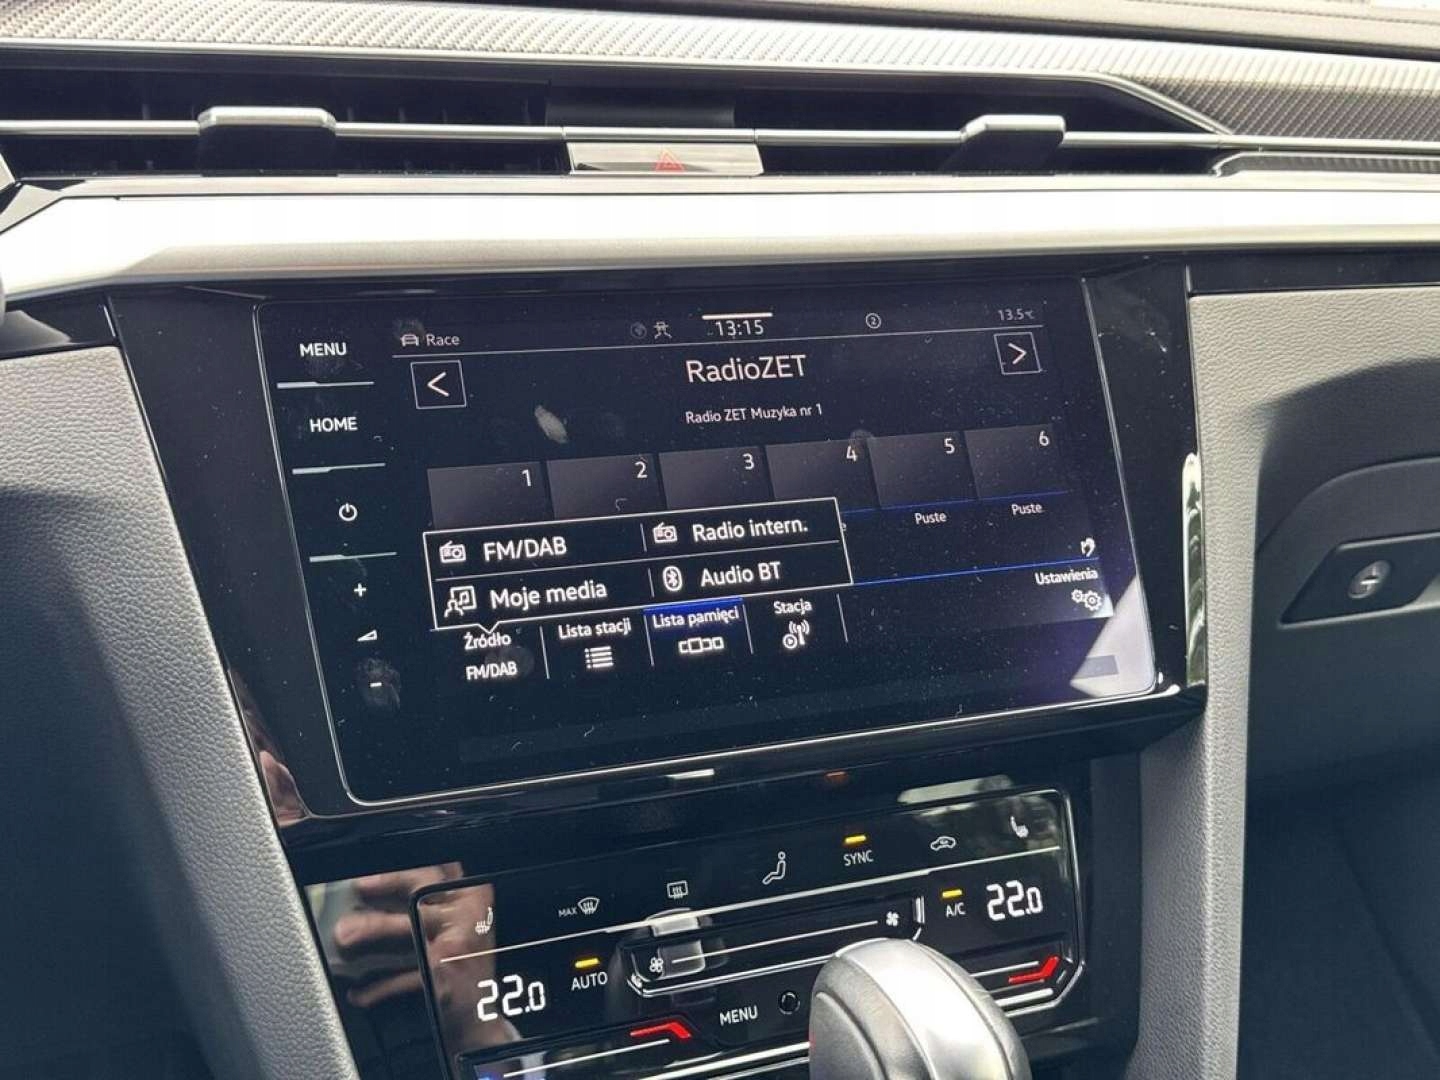 MENU
HOME
Race
13:15
2
13.5°C
RadioZET
Radio ZET Muzyka nr 1
1
2
3
4
5
6
Puste
Puste
FM/DAB
Radio intern.
Moje media
Audio BT
Źródło
FM/DAB
Lista stacji
Lista pamięci
Stacja
Ustawienia
+
-
MAX
SYNC
A/C
22.0
22.0
AUTO
MENU